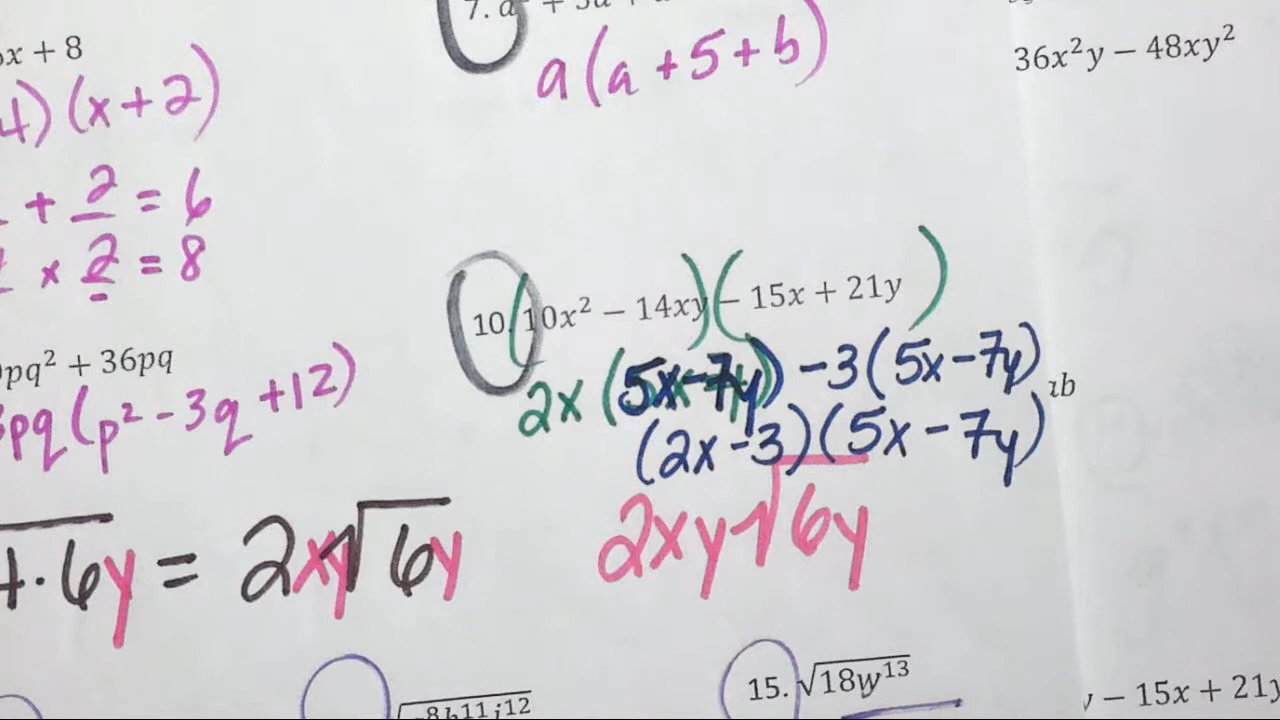 x + 8
4) (x + 2)
+ 2 = 6
x 2 = 8
pq² + 36pq
pq(p² - 3q + 12)
7. a
a(a + 5 + b)
36x²y − 48xy²
10. 10x² − 14xy)(− 15x + 21y)
2x (5x-7y) -3(5x-7y)
(2x-3)(5x-7y)
· 6y = 2xy√6y
2xy√6y
15. √18w¹³
− 15x + 21y